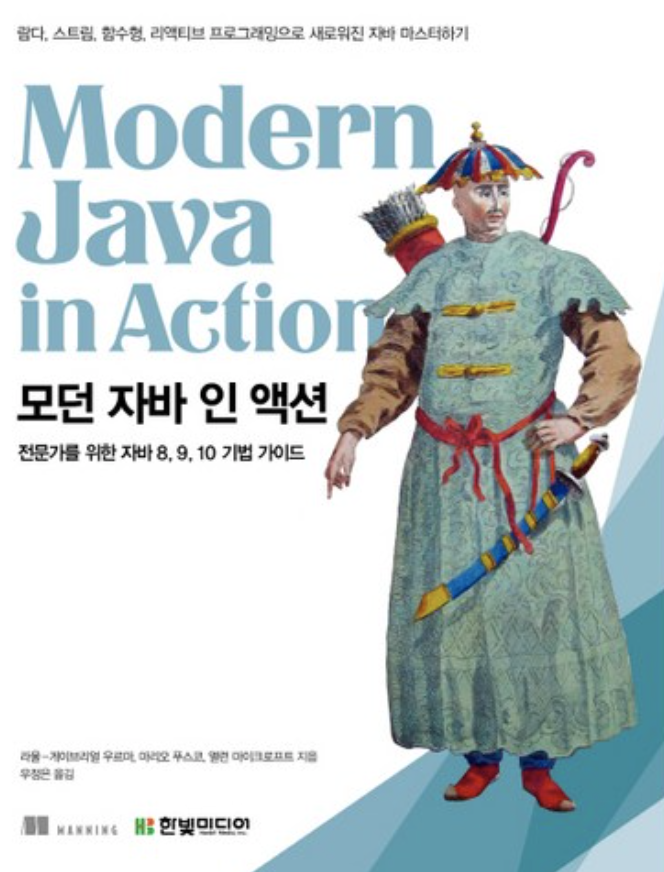 람다, 스트림, 함수형, 리액티브 프로그래밍으로 새로워진 자바 마스터하기
Modern
Java
in Action
모던 자바 인 액션
전문가를 위한 자바 8, 9, 10 기법 가이드
라울-게이브리얼 우르마, 마리오 푸스코, 앨런 마이크로프트 지음
우정은 옮김
MANNING
HB 한빛미디어